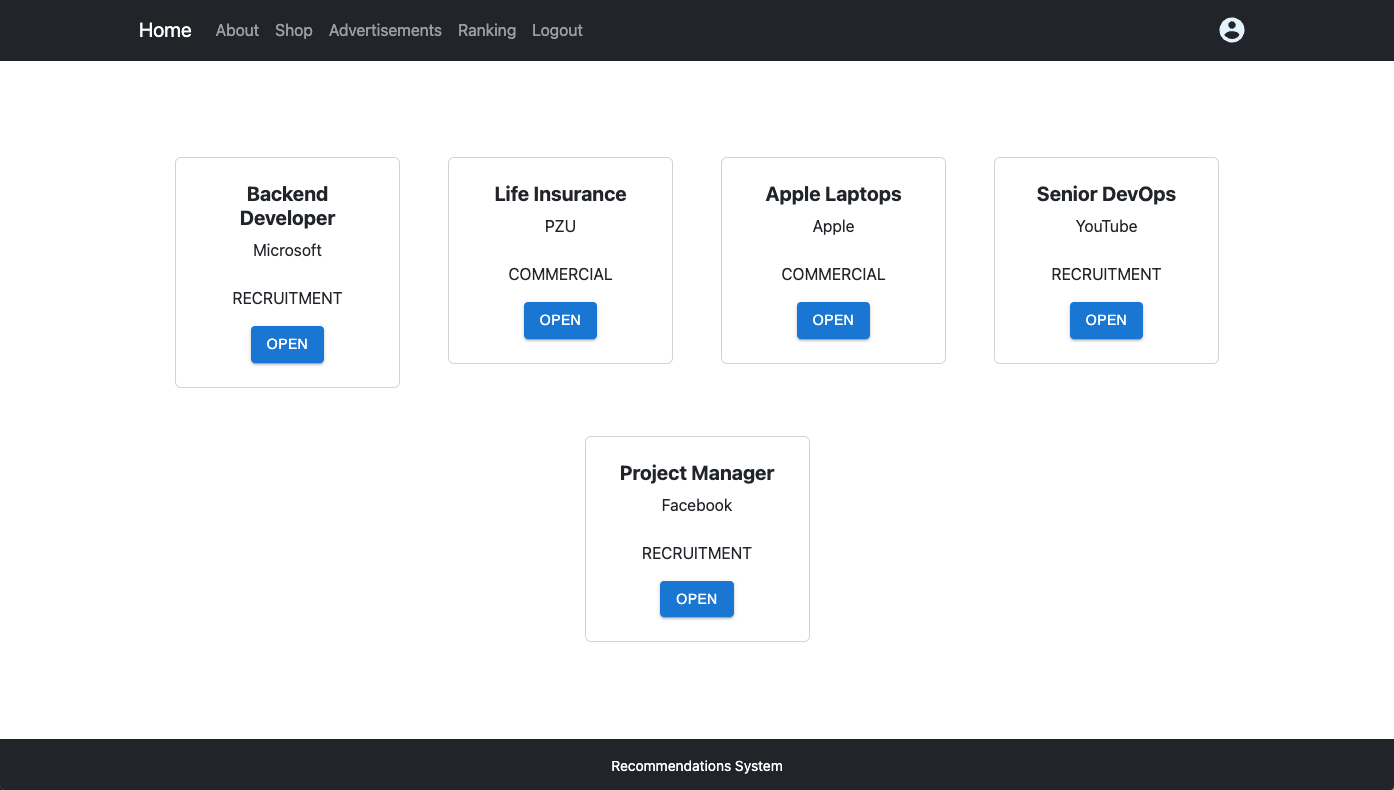 Home About Shop Advertisements Ranking Logout
Backend
Developer
Microsoft
RECRUITMENT
OPEN
Life Insurance
PZU
COMMERCIAL
OPEN
Apple Laptops
Apple
COMMERCIAL
OPEN
Senior DevOps
YouTube
RECRUITMENT
OPEN
Project Manager
Facebook
RECRUITMENT
OPEN
Recommendations System